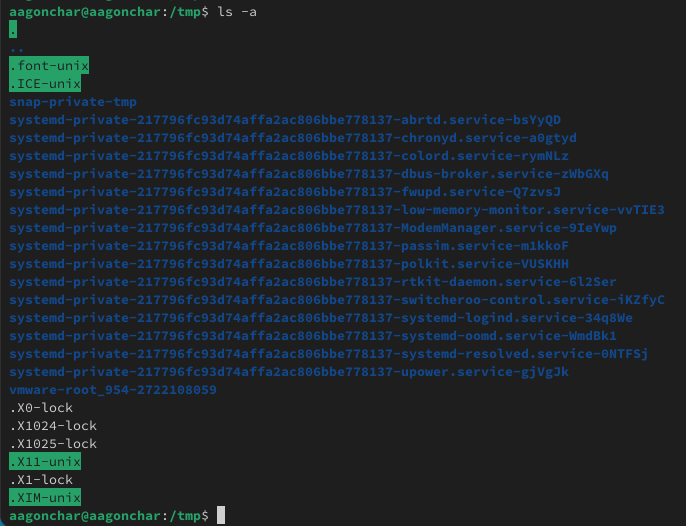 aagonchar@aagonchar:/tmp$ ls -a
.
..
.font-unix
.ICE-unix
snap-private-tmp
systemd-private-217796fc93d74affa2ac806bbe778137-abrtd.service-bsYyQD
systemd-private-217796fc93d74affa2ac806bbe778137-chronyd.service-a0gtyd
systemd-private-217796fc93d74affa2ac806bbe778137-colord.service-rymNLz
systemd-private-217796fc93d74affa2ac806bbe778137-dbus-broker.service-zWbGXq
systemd-private-217796fc93d74affa2ac806bbe778137-fwupd.service-Q7zvsJ
systemd-private-217796fc93d74affa2ac806bbe778137-low-memory-monitor.service-vvTIE3
systemd-private-217796fc93d74affa2ac806bbe778137-ModemManager.service-9IeYwp
systemd-private-217796fc93d74affa2ac806bbe778137-passim.service-m1kkoF
systemd-private-217796fc93d74affa2ac806bbe778137-polkit.service-VUSKHH
systemd-private-217796fc93d74affa2ac806bbe778137-rtkit-daemon.service-6l2Ser
systemd-private-217796fc93d74affa2ac806bbe778137-switcheroo-control.service-iKZfyC
systemd-private-217796fc93d74affa2ac806bbe778137-systemd-logind.service-34q8We
systemd-private-217796fc93d74affa2ac806bbe778137-systemd-oomd.service-WmdBk1
systemd-private-217796fc93d74affa2ac806bbe778137-systemd-resolved.service-0NTFSj
systemd-private-217796fc93d74affa2ac806bbe778137-upower.service-gjVgJk
vmware-root_954-2722108059
.X0-lock
.X1024-lock
.X1025-lock
.X11-unix
.X1-lock
.XIM-unix
aagonchar@aagonchar:/tmp$